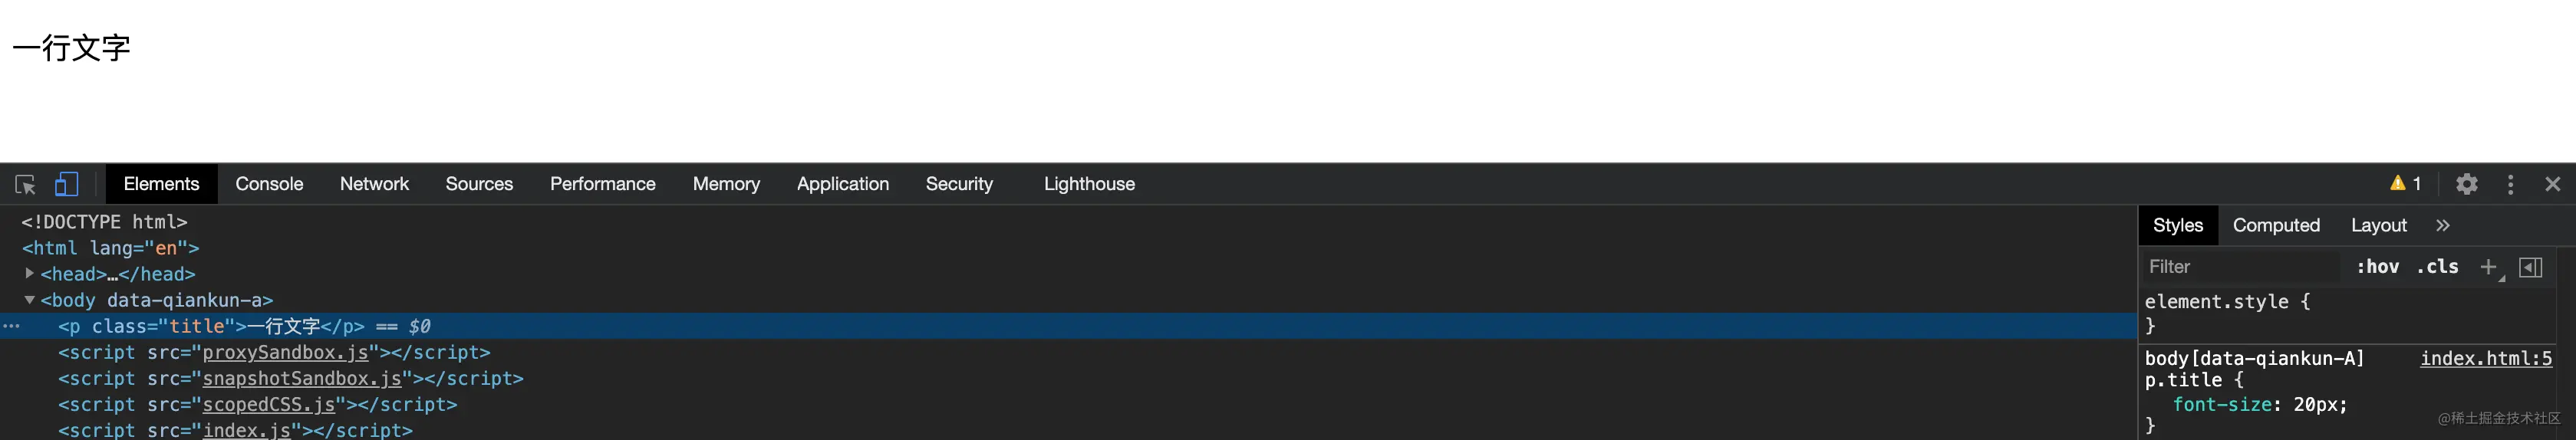 一行文字
Elements Console Network Sources Performance Memory Application Security Lighthouse 1
<!DOCTYPE html>
<html lang="en">
<head>…</head>
<body data-qiankun-a>
<p class="title">一行文字</p> == $0
<script src="proxySandbox.js"></script>
<script src="snapshotSandbox.js"></script>
<script src="scopedCSS.js"></script>
<script src="index.js"></script>
Styles Computed Layout »
Filter :hov .cls +
element.style {
}
body[data-qiankun-A] index.html:5
p.title {
font-size: 20px;
}
@稀土掘金技术社区